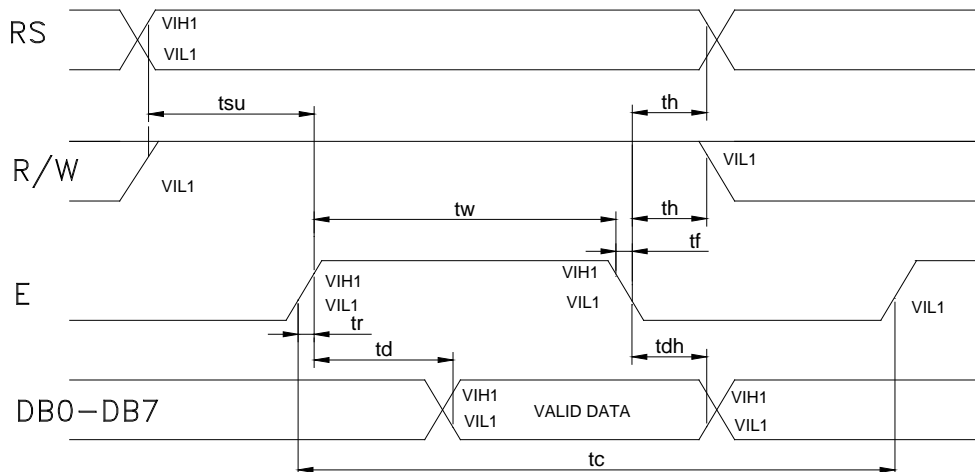 RS VIH1
VIL1
tsu th
R/W VIL1 VIL1
tw th
tf
E VIH1 VIH1
VIL1 VIL1 VIL1
tr
td tdh
DB0-DB7 VIH1 VALID DATA VIH1
VIL1 VIL1
tc